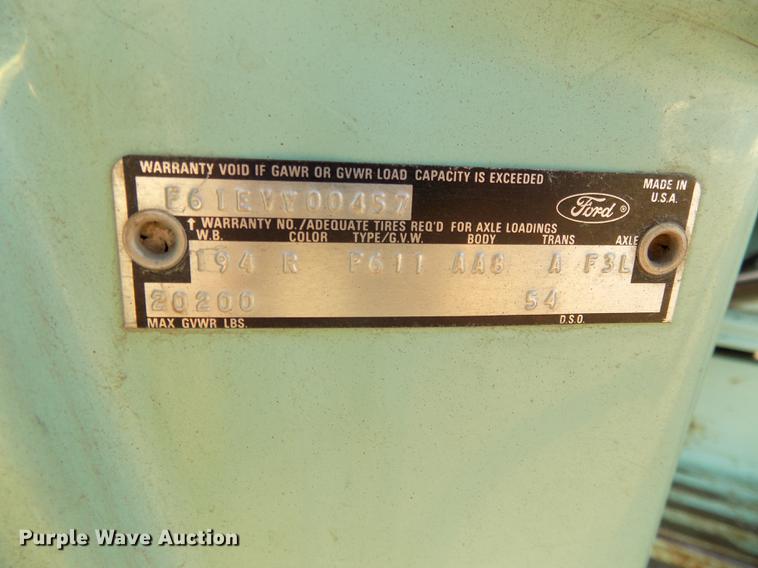 WARRANTY VOID IF GAWR OR GVWR LOAD CAPACITY IS EXCEEDED
F61EVY00457
Ford®
MADE IN
U.S.A.
↑ WARRANTY NO./ADEQUATE TIRES REQ'D FOR AXLE LOADINGS
W.B. COLOR TYPE/G.V.W. BODY TRANS AXLE
194 R F611 AA8 A F3L
20200 54
MAX GVWR LBS. D.S.O.
Purple Wave Auction